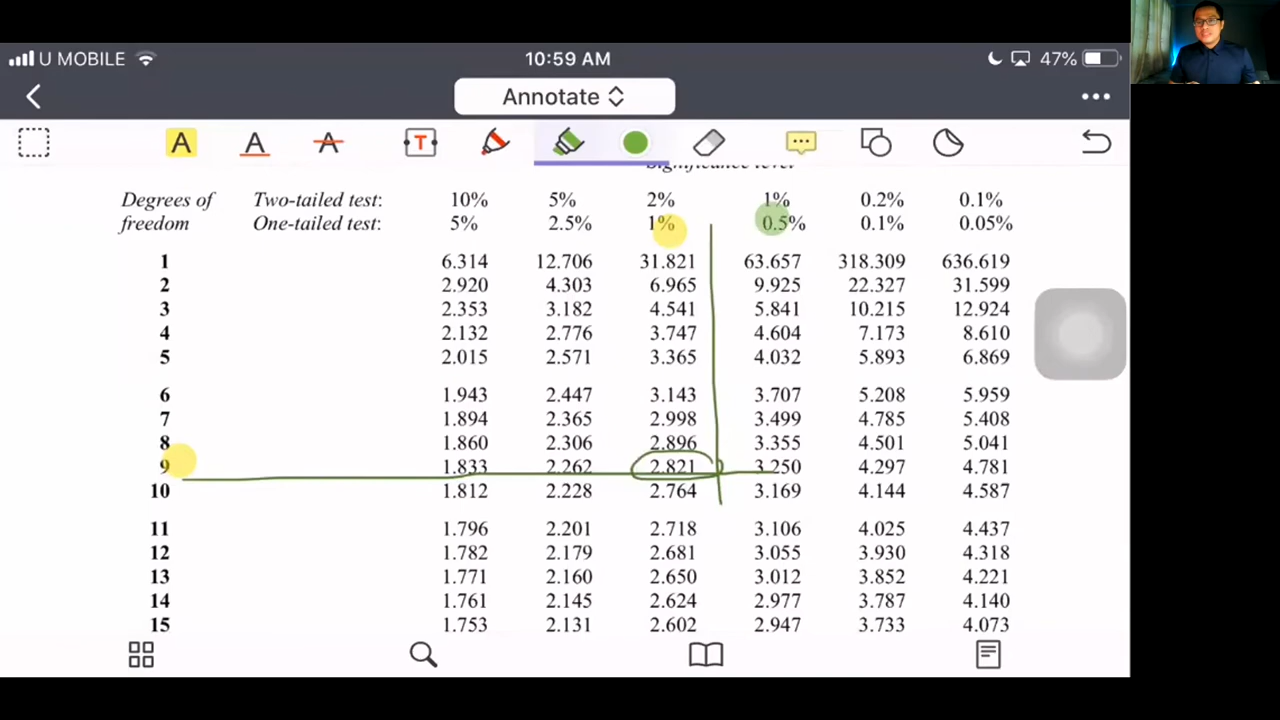 U MOBILE 10:59 AM 47%
Annotate
A A A T
Significance level
Degrees of Two-tailed test: 10% 5% 2% 1% 0.2% 0.1%
freedom One-tailed test: 5% 2.5% 1% 0.5% 0.1% 0.05%
1 6.314 12.706 31.821 63.657 318.309 636.619
2 2.920 4.303 6.965 9.925 22.327 31.599
3 2.353 3.182 4.541 5.841 10.215 12.924
4 2.132 2.776 3.747 4.604 7.173 8.610
5 2.015 2.571 3.365 4.032 5.893 6.869
6 1.943 2.447 3.143 3.707 5.208 5.959
7 1.894 2.365 2.998 3.499 4.785 5.408
8 1.860 2.306 2.896 3.355 4.501 5.041
9 1.833 2.262 2.821 3.250 4.297 4.781
10 1.812 2.228 2.764 3.169 4.144 4.587
11 1.796 2.201 2.718 3.106 4.025 4.437
12 1.782 2.179 2.681 3.055 3.930 4.318
13 1.771 2.160 2.650 3.012 3.852 4.221
14 1.761 2.145 2.624 2.977 3.787 4.140
15 1.753 2.131 2.602 2.947 3.733 4.073